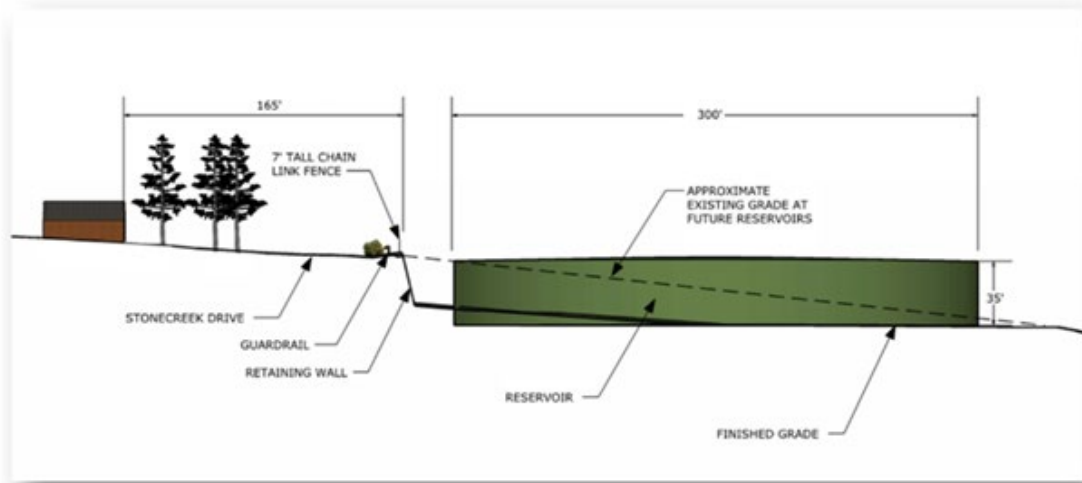 165'
300'
7' TALL CHAIN
LINK FENCE
APPROXIMATE
EXISTING GRADE AT
FUTURE RESERVOIRS
35'
STONECREEK DRIVE
GUARDRAIL
RETAINING WALL
RESERVOIR
FINISHED GRADE